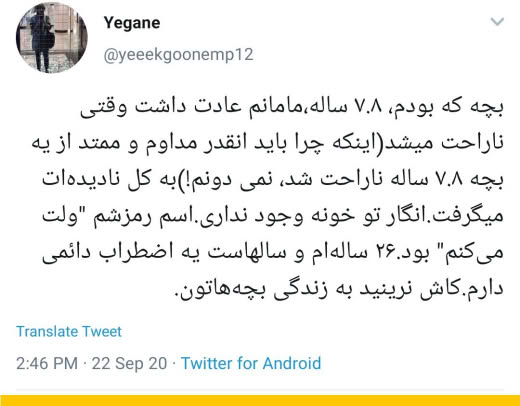 Yegane
@yeeekgoonemp12
بچه که بودم، ۷.۸ ساله،مامانم عادت داشت وقتی
ناراحت میشد(اینکه چرا باید انقدر مداوم و ممتد از یه
بچه ۷.۸ ساله ناراحت شد، نمی دونم!)به کل نادیده‌ات
میگرفت.انگار تو خونه وجود نداری.اسم رمزشم "ولت
می‌کنم" بود.۲۶ ساله‌ام و سالهاست یه اضطراب دائمی
دارم.کاش نرینید به زندگی بچه‌هاتون.
Translate Tweet
2:46 PM · 22 Sep 20 · Twitter for Android